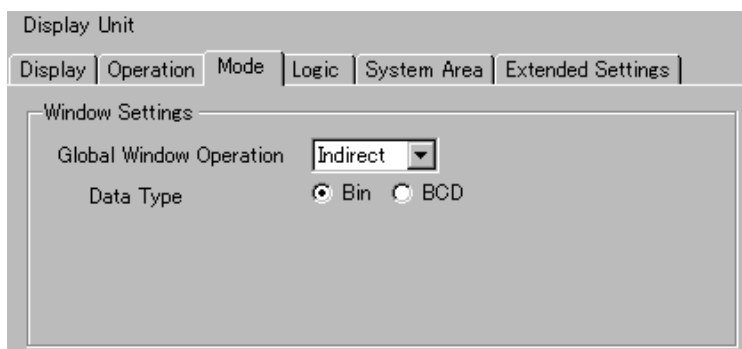 Display Unit
Display Operation Mode Logic System Area Extended Settings
Window Settings
Global Window Operation Indirect
Data Type Bin BCD